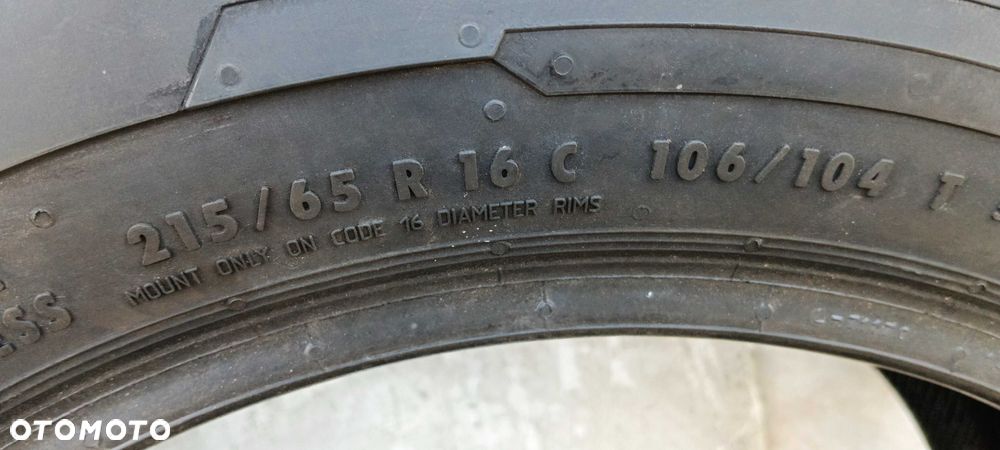 215/65 R 16 C 106/104 T
MOUNT ONLY ON CODE 16 DIAMETER RIMS
OTOMOTO